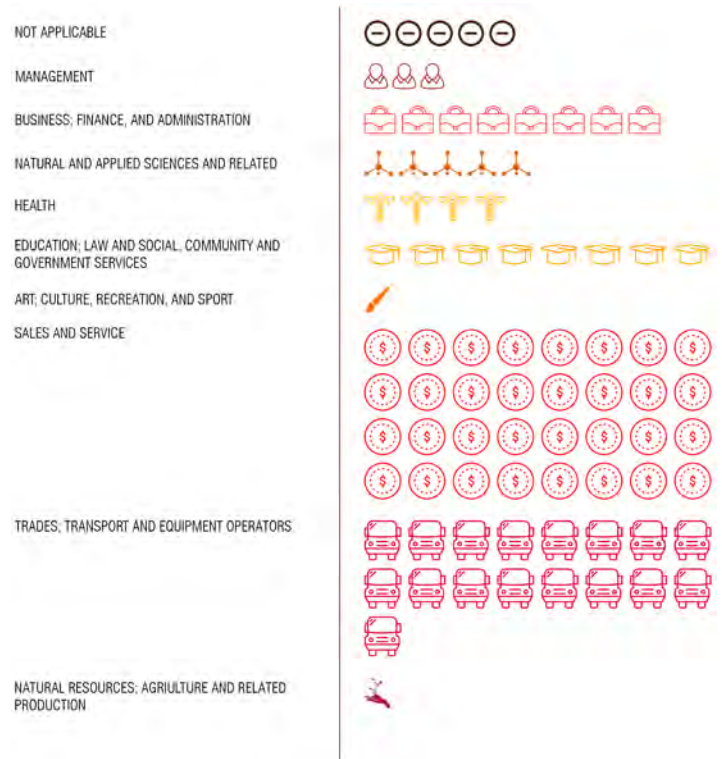 NOT APPLICABLE
MANAGEMENT
BUSINESS; FINANCE, AND ADMINISTRATION
NATURAL AND APPLIED SCIENCES AND RELATED
HEALTH
EDUCATION; LAW AND SOCIAL, COMMUNITY AND
GOVERNMENT SERVICES
ART; CULTURE, RECREATION, AND SPORT
SALES AND SERVICE
$ $ $ $ $ $ $ $
$ $ $ $ $ $ $ $
$ $ $ $ $ $ $ $
$ $ $ $ $ $ $ $
TRADES; TRANSPORT AND EQUIPMENT OPERATORS
NATURAL RESOURCES; AGRIULTURE AND RELATED
PRODUCTION